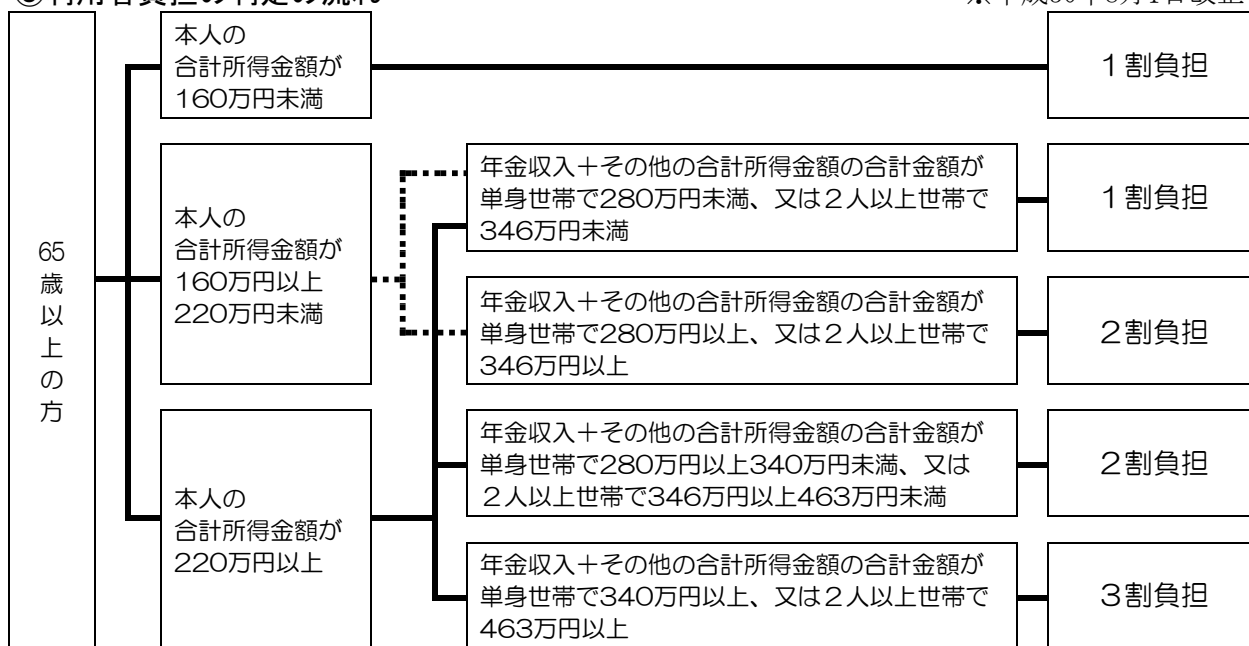 本人の
合計所得金額が
160万円未満
1割負担
65
歳
以
上
の
方
本人の
合計所得金額が
160万円以上
220万円未満
年金収入＋その他の合計所得金額の合計金額が
単身世帯で280万円未満、又は２人以上世帯で
346万円未満
1割負担
年金収入＋その他の合計所得金額の合計金額が
単身世帯で280万円以上、又は２人以上世帯で
346万円以上
2割負担
本人の
合計所得金額が
220万円以上
年金収入＋その他の合計所得金額の合計金額が
単身世帯で280万円以上340万円未満、又は
２人以上世帯で346万円以上463万円未満
2割負担
年金収入＋その他の合計所得金額の合計金額が
単身世帯で340万円以上、又は２人以上世帯で
463万円以上
3割負担